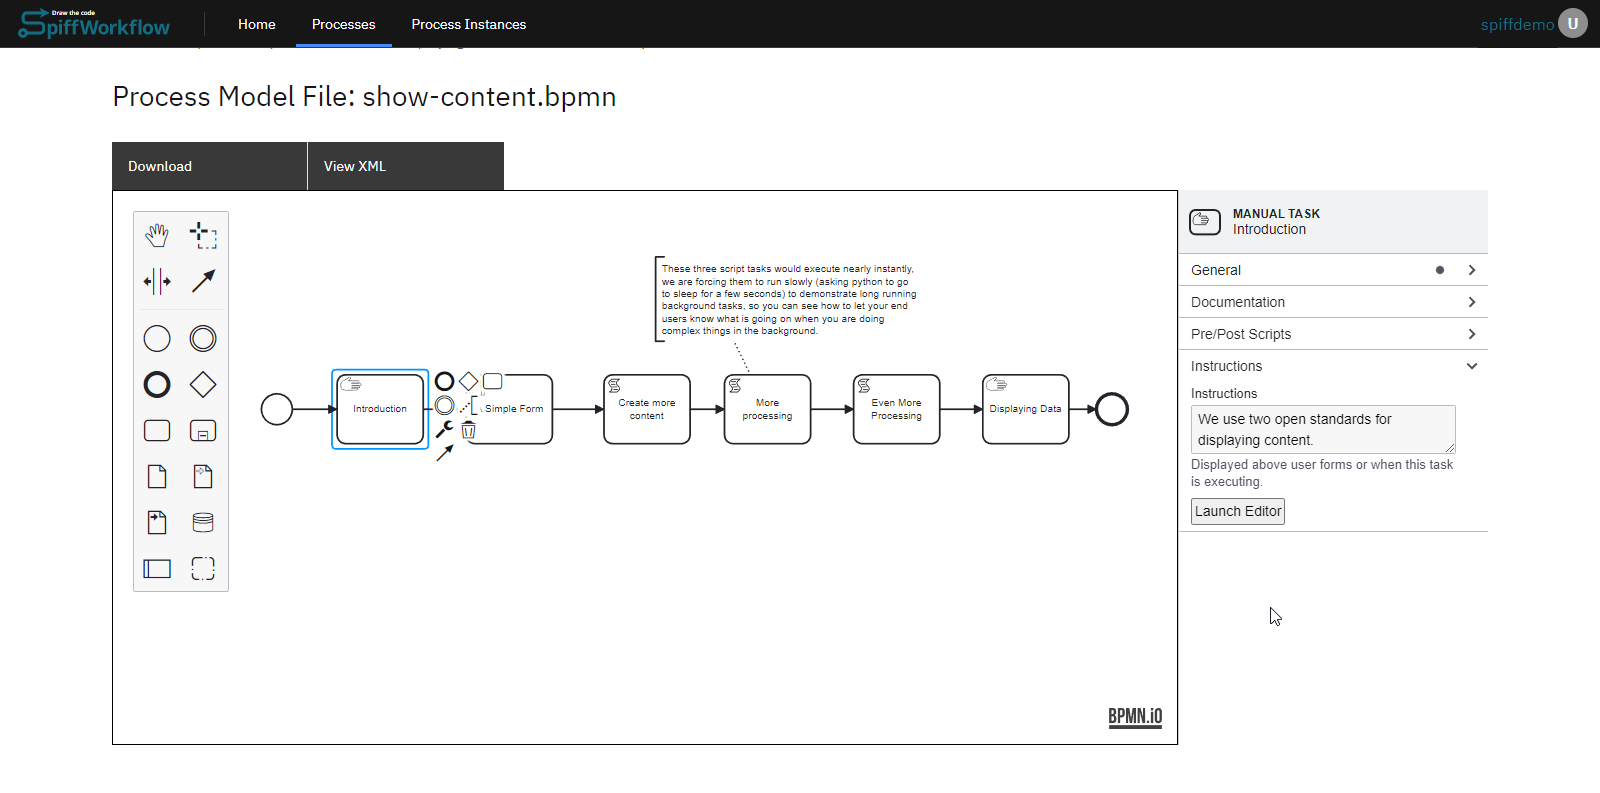 Draw the code
SpiffWorkflow
Home
Processes
Process Instances
spiffdemo
U
Process Model File: show-content.bpmn
Download
View XML
These three script tasks would execute nearly instantly,
we are forcing them to run slowly (asking python to go
to sleep for a few seconds) to demonstrate long running
background tasks, so you can see how to let your end
users know what is going on when you are doing
complex things in the background.
Introduction
Simple Form
Create more
content
More
processing
Even More
Processing
Displaying Data
BPMN.iO
MANUAL TASK
Introduction
General
Documentation
Pre/Post Scripts
Instructions
Instructions
We use two open standards for
displaying content.
Displayed above user forms or when this task
is executing.
Launch Editor